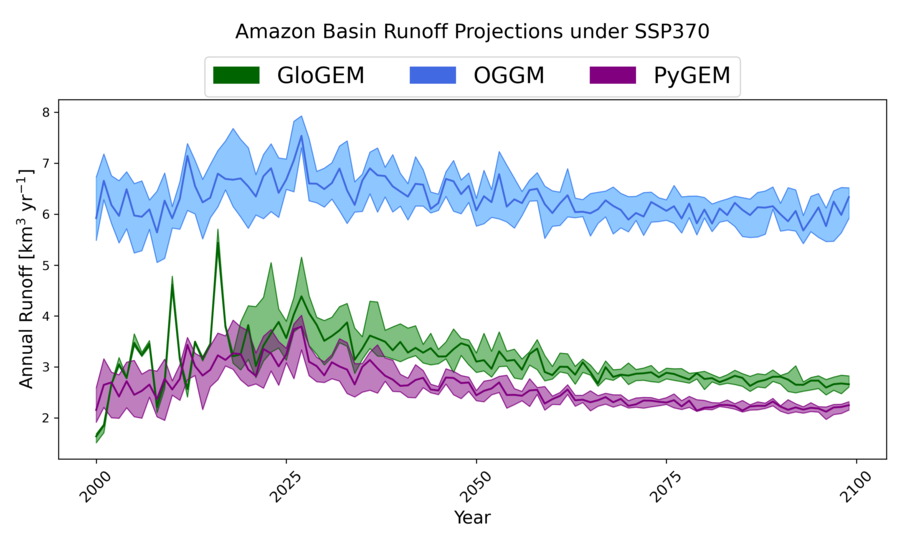 Amazon Basin Runoff Projections under SSP370
GloGEM OGGM PyGEM
Annual Runoff [km³ yr⁻¹]
8
7
6
5
4
3
2
2000 2025 2050 2075 2100
Year